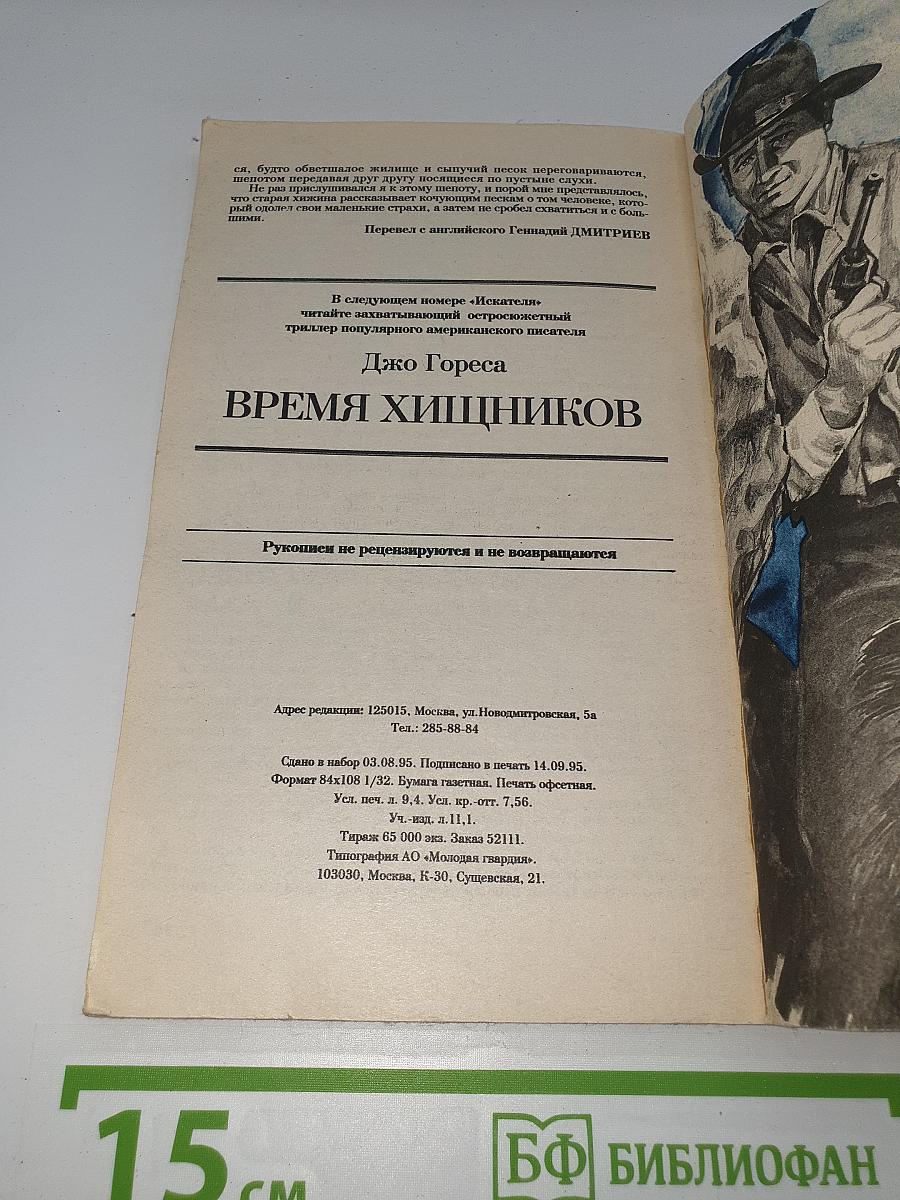 ся, будто обветшалое жилище и сыпучий песок переговариваются,
шепотом передавая друг другу носящиеся по пустыне слухи.
Не раз прислушивался я к этому шепоту, и порой мне представлялось,
что старая хижина рассказывает кочующим пескам о том человеке, кото-
рый одолел свои маленькие страхи, а затем не сробел схватиться и с боль-
шими.
Перевел с английского Геннадий ДМИТРИЕВ
В следующем номере «Искателя»
читайте захватывающий остросюжетный
триллер популярного американского писателя
Джо Гореса
ВРЕМЯ ХИЩНИКОВ
Рукописи не рецензируются и не возвращаются
Адрес редакции: 125015, Москва, ул.Новодмитровская, 5а
Тел.: 285-88-84
Сдано в набор 03.08.95. Подписано в печать 14.09.95.
Формат 84х108 1/32. Бумага газетная. Печать офсетная.
Усл. печ. л. 9,4. Усл. кр.-отт. 7,56.
Уч.-изд. л.11,1.
Тираж 65 000 экз. Заказ 52111.
Типография АО «Молодая гвардия».
103030, Москва, К-30, Сущевская, 21.
15 см
БФ БИБЛИОФАН